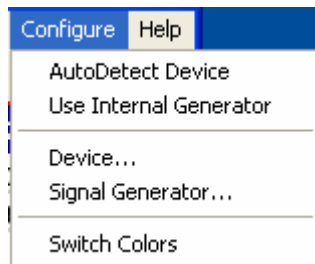 Configure Help
AutoDetect Device
Use Internal Generator
Device...
Signal Generator...
Switch Colors